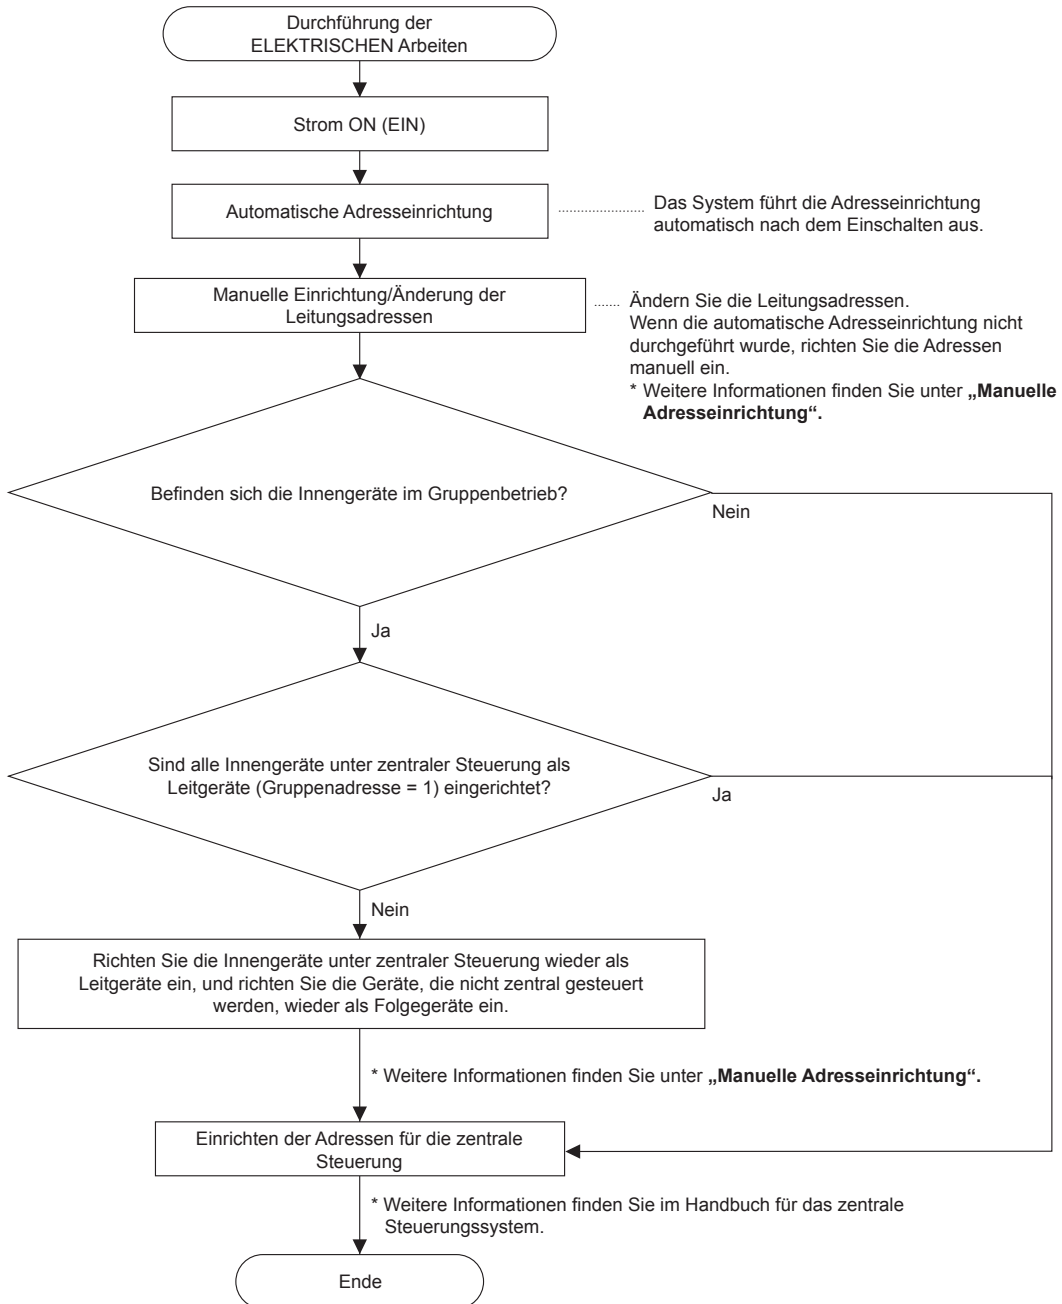 Durchführung der
ELEKTRISCHEN Arbeiten
Strom ON (EIN)
Automatische Adresseinrichtung
Das System führt die Adresseinrichtung
automatisch nach dem Einschalten aus.
Manuelle Einrichtung/Änderung der
Leitungsadressen
Ändern Sie die Leitungsadressen.
Wenn die automatische Adresseinrichtung nicht
durchgeführt wurde, richten Sie die Adressen
manuell ein.
* Weitere Informationen finden Sie unter „Manuelle
Adresseinrichtung“.
Befinden sich die Innengeräte im Gruppenbetrieb?
Nein
Ja
Sind alle Innengeräte unter zentraler Steuerung als
Leitgeräte (Gruppenadresse = 1) eingerichtet?
Ja
Nein
Richten Sie die Innengeräte unter zentraler Steuerung wieder als
Leitgeräte ein, und richten Sie die Geräte, die nicht zentral gesteuert
werden, wieder als Folgegeräte ein.
* Weitere Informationen finden Sie unter „Manuelle Adresseinrichtung“.
Einrichten der Adressen für die zentrale
Steuerung
* Weitere Informationen finden Sie im Handbuch für das zentrale
Steuerungssystem.
Ende